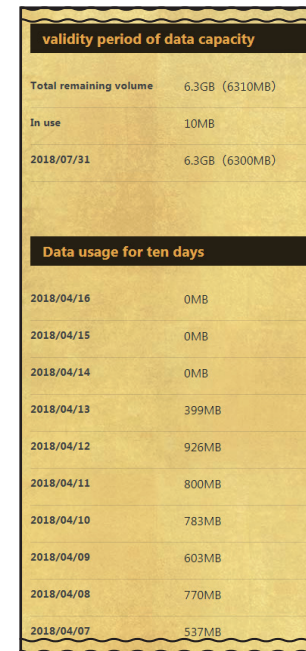 validity period of data capacity
Total remaining volume 6.3GB（6310MB）
In use 10MB
2018/07/31 6.3GB（6300MB）
Data usage for ten days
2018/04/16 0MB
2018/04/15 0MB
2018/04/14 0MB
2018/04/13 399MB
2018/04/12 926MB
2018/04/11 800MB
2018/04/10 783MB
2018/04/09 603MB
2018/04/08 770MB
2018/04/07 537MB